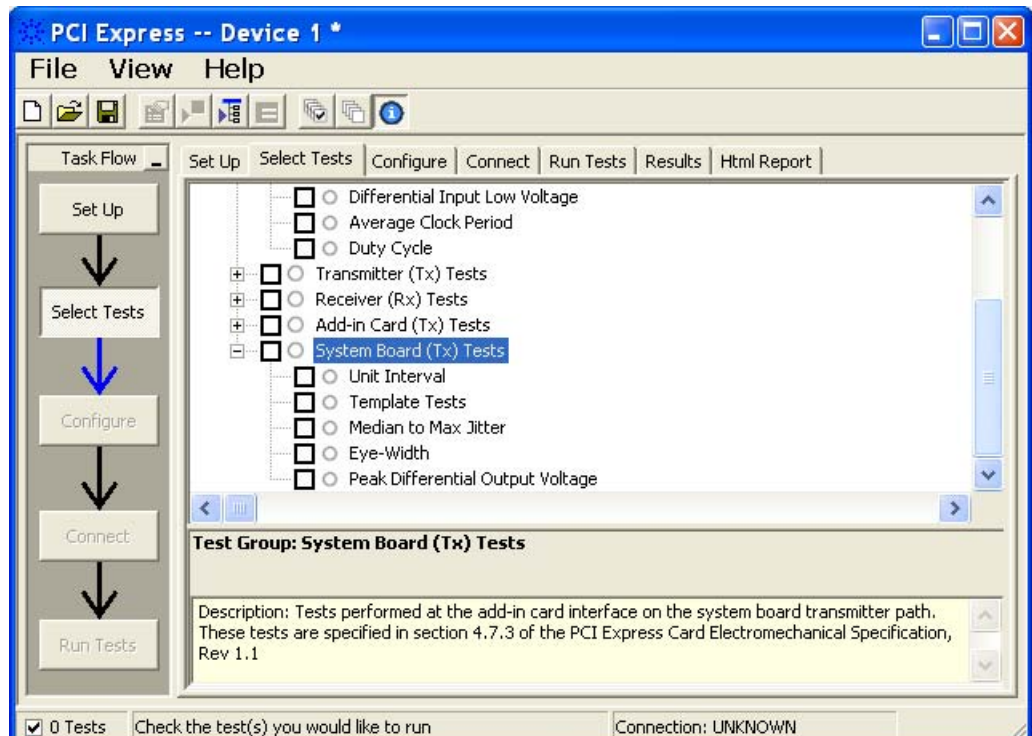 PCI Express -- Device 1 *
File View Help
Task Flow
Set Up
Select Tests
Configure
Connect
Run Tests
Set Up Select Tests Configure Connect Run Tests Results Html Report
Differential Input Low Voltage
Average Clock Period
Duty Cycle
Transmitter (Tx) Tests
Receiver (Rx) Tests
Add-in Card (Tx) Tests
System Board (Tx) Tests
Unit Interval
Template Tests
Median to Max Jitter
Eye-Width
Peak Differential Output Voltage
Test Group: System Board (Tx) Tests
Description: Tests performed at the add-in card interface on the system board transmitter path.
These tests are specified in section 4.7.3 of the PCI Express Card Electromechanical Specification,
Rev 1.1
0 Tests Check the test(s) you would like to run Connection: UNKNOWN